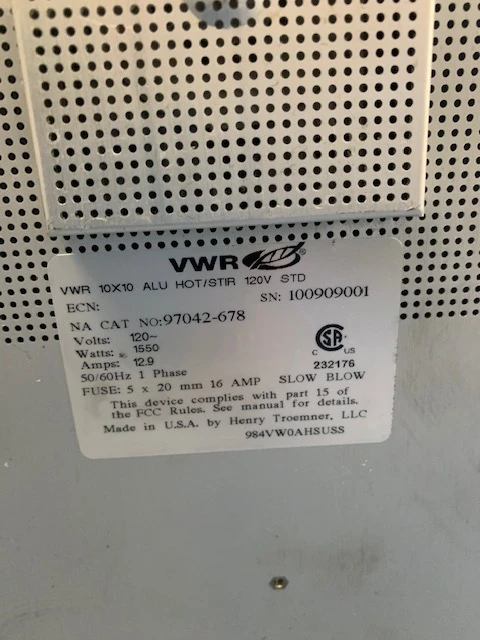 VWR®
VWR 10X10 ALU HOT/STIR 120V STD
ECN:
SN: 100909001
NA CAT NO:97042-678
Volts: 120~
Watts: 1550
Amps: 12.9
50/60Hz 1 Phase
SP®
C US
232176
FUSE: 5 x 20 mm 16 AMP SLOW BLOW
This device complies with part 15 of
the FCC Rules. See manual for details.
Made in U.S.A. by Henry Troemner, LLC
984VW0AHSUSS